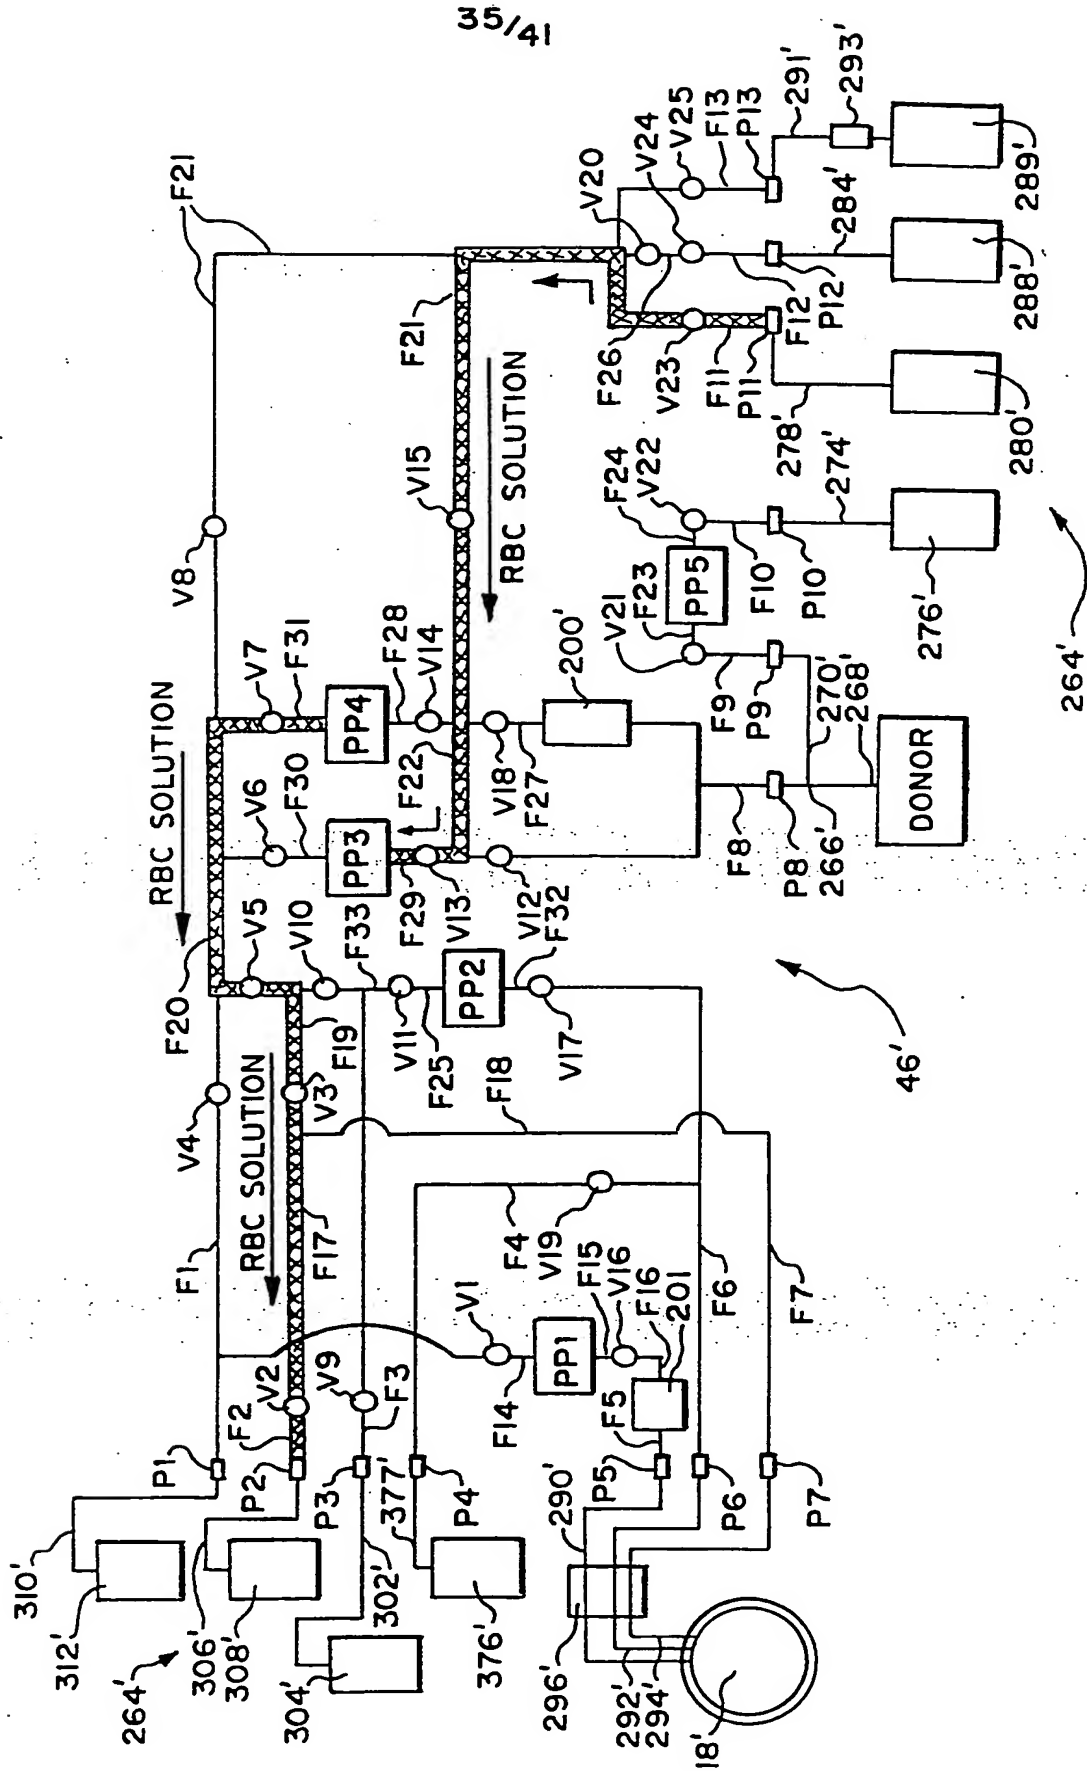 35/41
RBC SOLUTION
F21
V8
V7
F31
PP4
F28
V14
F22
V6
F30
PP3
F29
V13
V18
F27
200'
V12
F32
F20
V5
V10
F33
V11
F25
PP2
V17
F19
V3
F18
RBC SOLUTION
V4
F1
F17
V15
F21
RBC SOLUTION
V20
V24
V25
F13
P13
291'
293'
289'
F26
V23
F11
P11
F12
P12
284'
288'
278'
280'
F24
V22
PP5
F23
V21
F10
P10
274'
276'
F9
P9
270'
268'
F8
P8
266'
DONOR
264'
46'
F4
V19
V1
F14
PP1
F15
V16
F16
201
F5
F6
F7
V2
F2
V9
F3
P1
P2
P3
P4
P5
P6
P7
310'
312'
264'
306'
308'
304'
302'
377'
376'
290'
296'
292'
294'
18'